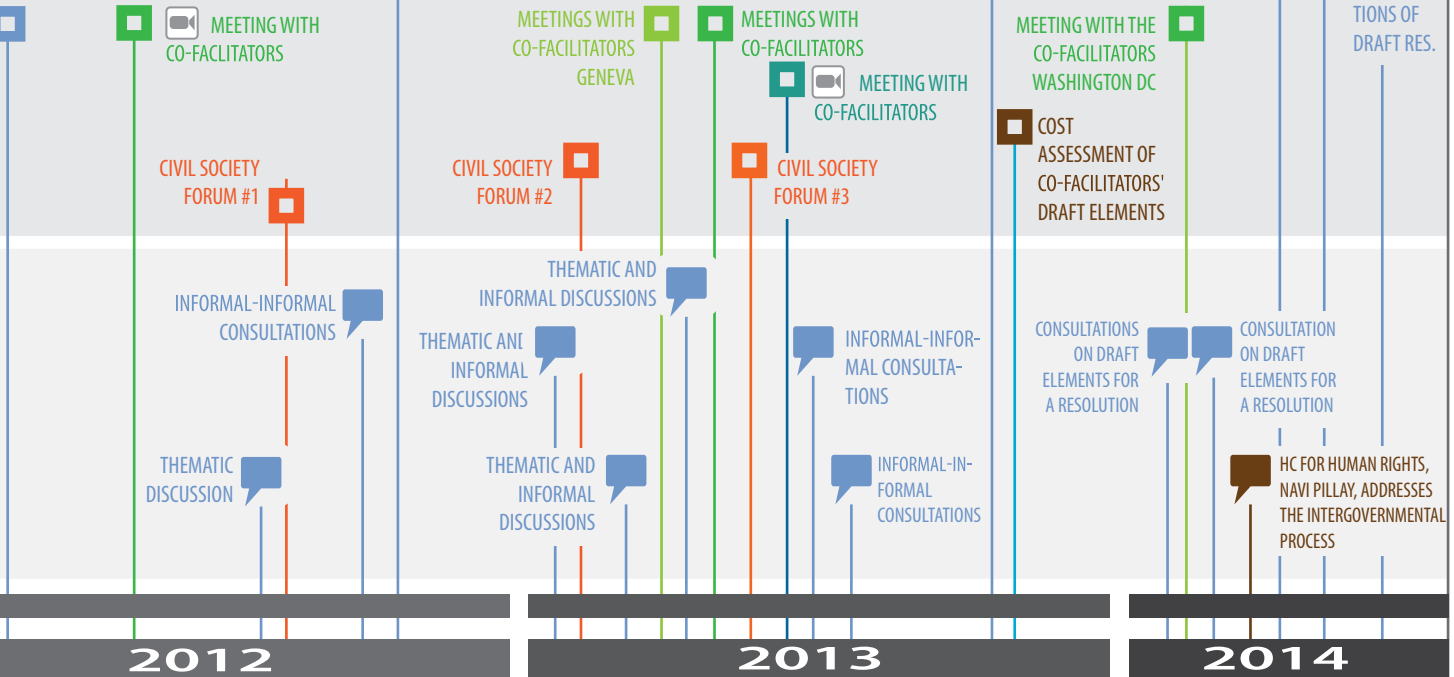 MEETING WITH
CO-FACLITATORS
MEETINGS WITH
CO-FACILITATORS
GENEVA
MEETINGS WITH
CO-FACILITATORS
MEETING WITH
CO-FACILITATORS
MEETING WITH THE
CO-FACILITATORS
WASHINGTON DC
TIONS OF
DRAFT RES.
COST
ASSESSMENT OF
CO-FACILITATORS'
DRAFT ELEMENTS
CIVIL SOCIETY
FORUM #1
CIVIL SOCIETY
FORUM #2
CIVIL SOCIETY
FORUM #3
INFORMAL-INFORMAL
CONSULTATIONS
THEMATIC AND
INFORMAL DISCUSSIONS
THEMATIC AND
INFORMAL
DISCUSSIONS
INFORMAL-INFOR-
MAL CONSULTA-
TIONS
CONSULTATIONS
ON DRAFT
ELEMENTS FOR
A RESOLUTION
CONSULTATION
ON DRAFT
ELEMENTS FOR
A RESOLUTION
THEMATIC
DISCUSSION
THEMATIC AND
INFORMAL
DISCUSSIONS
INFORMAL-IN-
FORMAL
CONSULTATIONS
HC FOR HUMAN RIGHTS,
NAVI PILLAY, ADDRESSES
THE INTERGOVERNMENTAL
PROCESS
2012
2013
2014